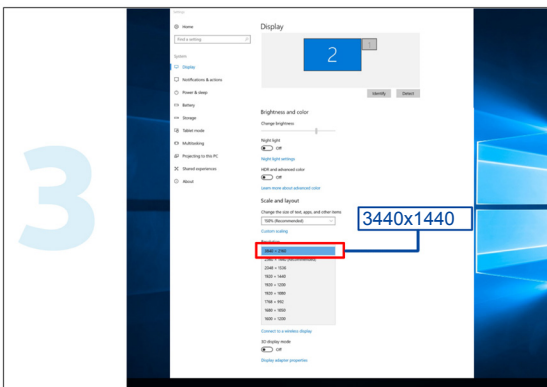 3
Settings
Home
Find a setting
System
Display
Notifications & actions
Power & sleep
Battery
Storage
Tablet mode
Multitasking
Projecting to this PC
Shared experiences
About
Display
2
1
Identify
Detect
Brightness and color
Change brightness
Night light
Off
Night light settings
HDR and advanced color
Off
Learn more about advanced color
Scale and layout
Change the size of text, apps, and other items
100% (Recommended)
Custom scaling
3440x1440
2048 × 1536
1920 × 1440
1920 × 1200
1920 × 1080
1680 × 1050
1600 × 1200
Connect to a wireless display
3D display mode
Off
Display adapter properties